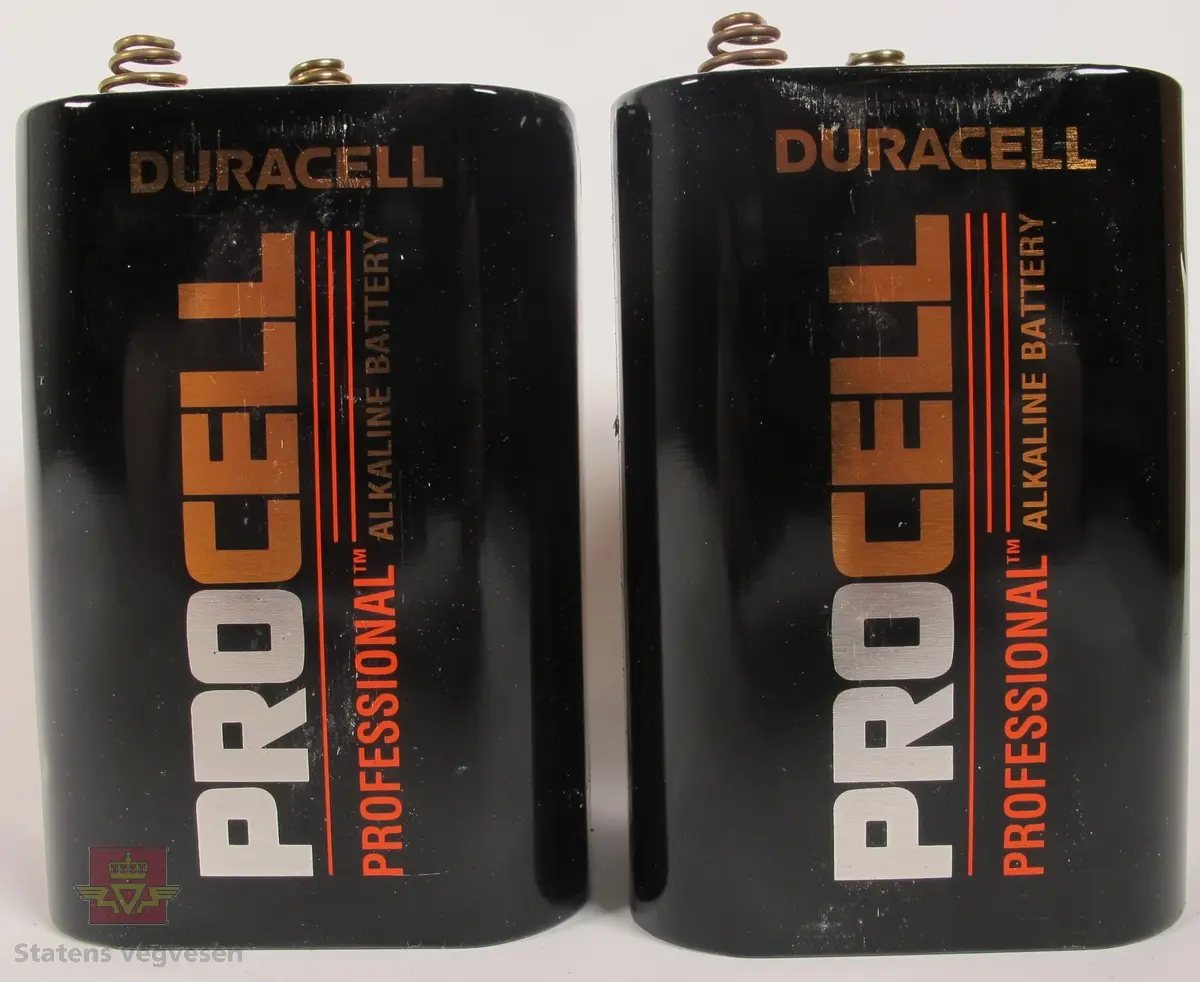 DURACELL
PROCELL
PROFESSIONAL™ ALKALINE BATTERY
DURACELL
PROCELL
PROFESSIONAL™ ALKALINE BATTERY
Statens vegvesen